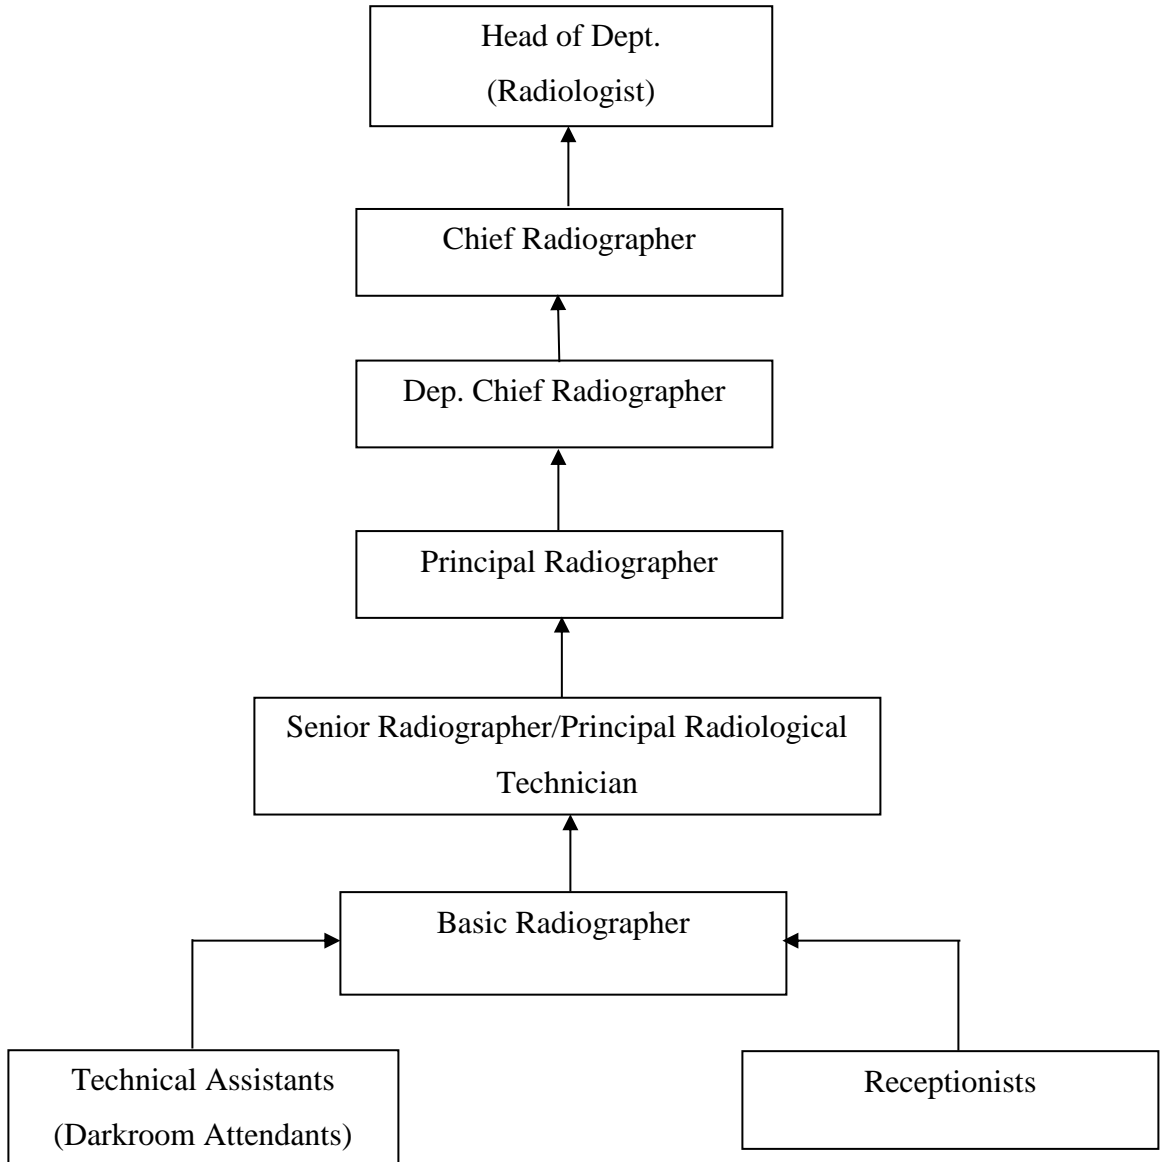 Head of Dept.
(Radiologist)
Chief Radiographer
Dep. Chief Radiographer
Principal Radiographer
Senior Radiographer/Principal Radiological
Technician
Basic Radiographer
Technical Assistants
(Darkroom Attendants)
Receptionists